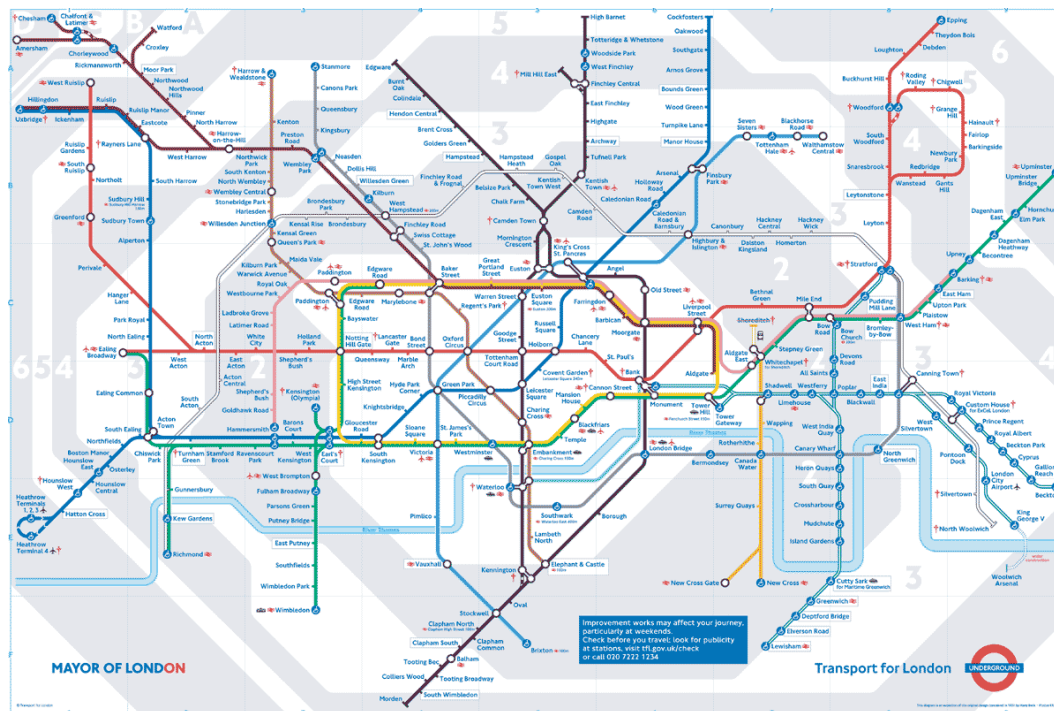 Chesham
Chalfont &
Latimer
Watford
Croxley
Amersham
Chorleywood
Rickmansworth
Moor Park
Northwood
Northwood
Hills
Pinner
North Harrow
Harrow-
on-the-Hill
West Ruislip
Hillingdon
Ruislip
Uxbridge
Ickenham
Ruislip Manor
Eastcote
Rayners Lane
West Harrow
Ruislip
Gardens
South
Ruislip
Northolt
Greenford
Perivale
Hanger
Lane
South Harrow
Sudbury Hill
Sudbury Town
Alperton
Park Royal
North Ealing
Ealing
Broadway
Ealing Common
West
Acton
North
Acton
East
Acton
White
City
Acton
Central
South
Acton
Acton
Town
South Ealing
Northfields
Boston Manor
Hounslow
East
Osterley
Hounslow
West
Hounslow
Central
Heathrow
Terminals
1, 2, 3
Hatton Cross
Heathrow
Terminal 4
Chiswick
Park
Turnham
Green
Stamford
Brook
Ravenscourt
Park
Gunnersbury
Kew Gardens
Richmond
Harrow &
Wealdstone
Kenton
Preston
Road
Northwick
Park
South Kenton
North Wembley
Wembley Central
Stonebridge Park
Harlesden
Willesden Junction
Kensal Green
Queen's Park
Kilburn Park
Maida Vale
Warwick Avenue
Royal Oak
Westbourne Park
Ladbroke Grove
Latimer Road
Shepherd's
Bush
Goldhawk Road
Hammersmith
Stanmore
Canons Park
Queensbury
Kingsbury
Wembley
Park
Neasden
Dollis Hill
Willesden Green
Kilburn
West
Hampstead
Brondesbury
Park
Kensal Rise
Brondesbury
Finchley Road
& Frognal
Finchley Road
Swiss Cottage
St. John's Wood
Paddington
Paddington
Edgware
Road
Edgware
Road
Marylebone
Baker
Street
Great
Portland
Street
Bayswater
Notting
Hill Gate
Lancaster
Gate
Queensway
Marble
Arch
Bond
Street
Oxford
Circus
Holland
Park
Shepherd's
Bush
Kensington
(Olympia)
High Street
Kensington
Barons
Court
West
Kensington
Earl's
Court
Gloucester
Road
South
Kensington
Knightsbridge
Hyde Park
Corner
Green Park
Piccadilly
Circus
Sloane
Square
Victoria
St. James's
Park
Westminster
West Brompton
Fulham Broadway
Parsons Green
Putney Bridge
East Putney
Southfields
Wimbledon Park
Wimbledon
Edgware
Burnt
Oak
Colindale
Hendon Central
Brent Cross
Golders Green
Hampstead
Hampstead
Heath
Belsize Park
Chalk Farm
Camden Town
Mornington
Crescent
Euston
High Barnet
Totteridge & Whetstone
Woodside Park
West Finchley
Mill Hill East
Finchley Central
East Finchley
Highgate
Archway
Tufnell Park
Gospel
Oak
Kentish
Town West
Kentish
Town
Camden
Road
King's Cross
St. Pancras
Cockfosters
Oakwood
Southgate
Arnos Grove
Bounds Green
Wood Green
Turnpike Lane
Manor House
Seven
Sisters
Blackhorse
Road
Tottenham
Hale
Walthamstow
Central
Finsbury
Park
Arsenal
Holloway
Road
Caledonian Road
Caledonian
Road &
Barnsbury
Highbury &
Islington
Canonbury
Dalston
Kingsland
Hackney
Central
Homerton
Hackney
Wick
Angel
Old Street
Warren Street
Regent's Park
Euston
Square
Farringdon
Barbican
Moorgate
Liverpool
Street
Goodge
Street
Russell
Square
Tottenham
Court Road
Holborn
Chancery
Lane
St. Paul's
Bank
Covent Garden
Leicester
Square
Charing
Cross
Cannon Street
Mansion
House
Monument
Blackfriars
Temple
Embankment
Tower
Hill
Tower
Gateway
Aldgate
Aldgate
East
Shoreditch
Whitechapel
Stepney Green
Bethnal
Green
Mile End
Bow
Road
Bow
Church
Bromley-
by-Bow
Pudding
Mill Lane
Stratford
Devons
Road
All Saints
Shadwell
Limehouse
Westferry
Poplar
Blackwall
East
India
Canning Town
Wapping
Rotherhithe
Canada
Water
Surrey Quays
New Cross Gate
New Cross
Bermondsey
London Bridge
Southwark
Waterloo
Lambeth
North
Borough
Elephant & Castle
Kennington
Pimlico
Vauxhall
Stockwell
Brixton
Oval
Clapham North
Clapham
Common
Clapham South
Balham
Tooting Bec
Tooting Broadway
Colliers Wood
South Wimbledon
Morden
West India
Quay
Canary Wharf
Heron Quays
South Quay
Crossharbour
Mudchute
Island Gardens
Cutty Sark
for Maritime Greenwich
Greenwich
Deptford Bridge
Elverson Road
Lewisham
North
Greenwich
West
Silvertown
Royal Victoria
Custom House
for ExCeL London
Prince Regent
Royal Albert
Beckton Park
Cyprus
Pontoon
Dock
London
City
Airport
Silvertown
North Woolwich
King
George V
Woolwich
Arsenal
Epping
Theydon Bois
Debden
Loughton
Buckhurst Hill
Roding
Valley
Chigwell
Woodford
Grange
Hill
Hainault
Fairlop
Barkingside
Newbury
Park
South
Woodford
Snaresbrook
Redbridge
Wanstead
Gants
Hill
Leytonstone
Leyton
Upminster
Upminster
Bridge
Elm Park
Dagenham
East
Dagenham
Heathway
Becontree
Upney
Barking
East Ham
Upton Park
Plaistow
West Ham
River Thames
River Thames
Improvement works may affect your journey,
particularly at weekends.
Check before you travel: look for publicity
at stations, visit tfl.gov.uk/check
or call 020 7222 1234
MAYOR OF LONDON
Transport for London
UNDERGROUND